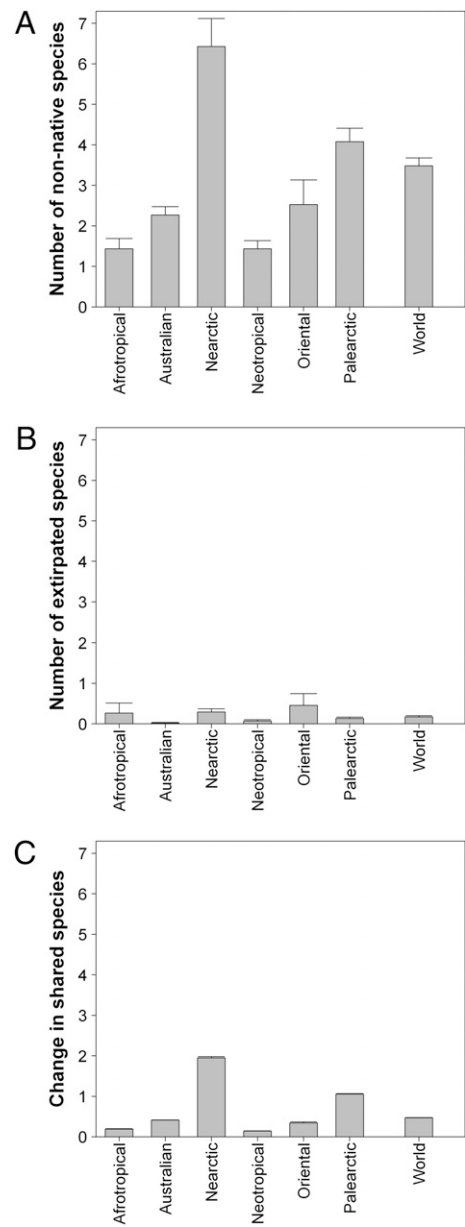 A
Number of non-native species
7
6
5
4
3
2
1
0
Afrotropical
Australian
Nearctic
Neotropical
Oriental
Palearctic
World
B
Number of extirpated species
7
6
5
4
3
2
1
0
Afrotropical
Australian
Nearctic
Neotropical
Oriental
Palearctic
World
C
Change in shared species
7
6
5
4
3
2
1
0
Afrotropical
Australian
Nearctic
Neotropical
Oriental
Palearctic
World